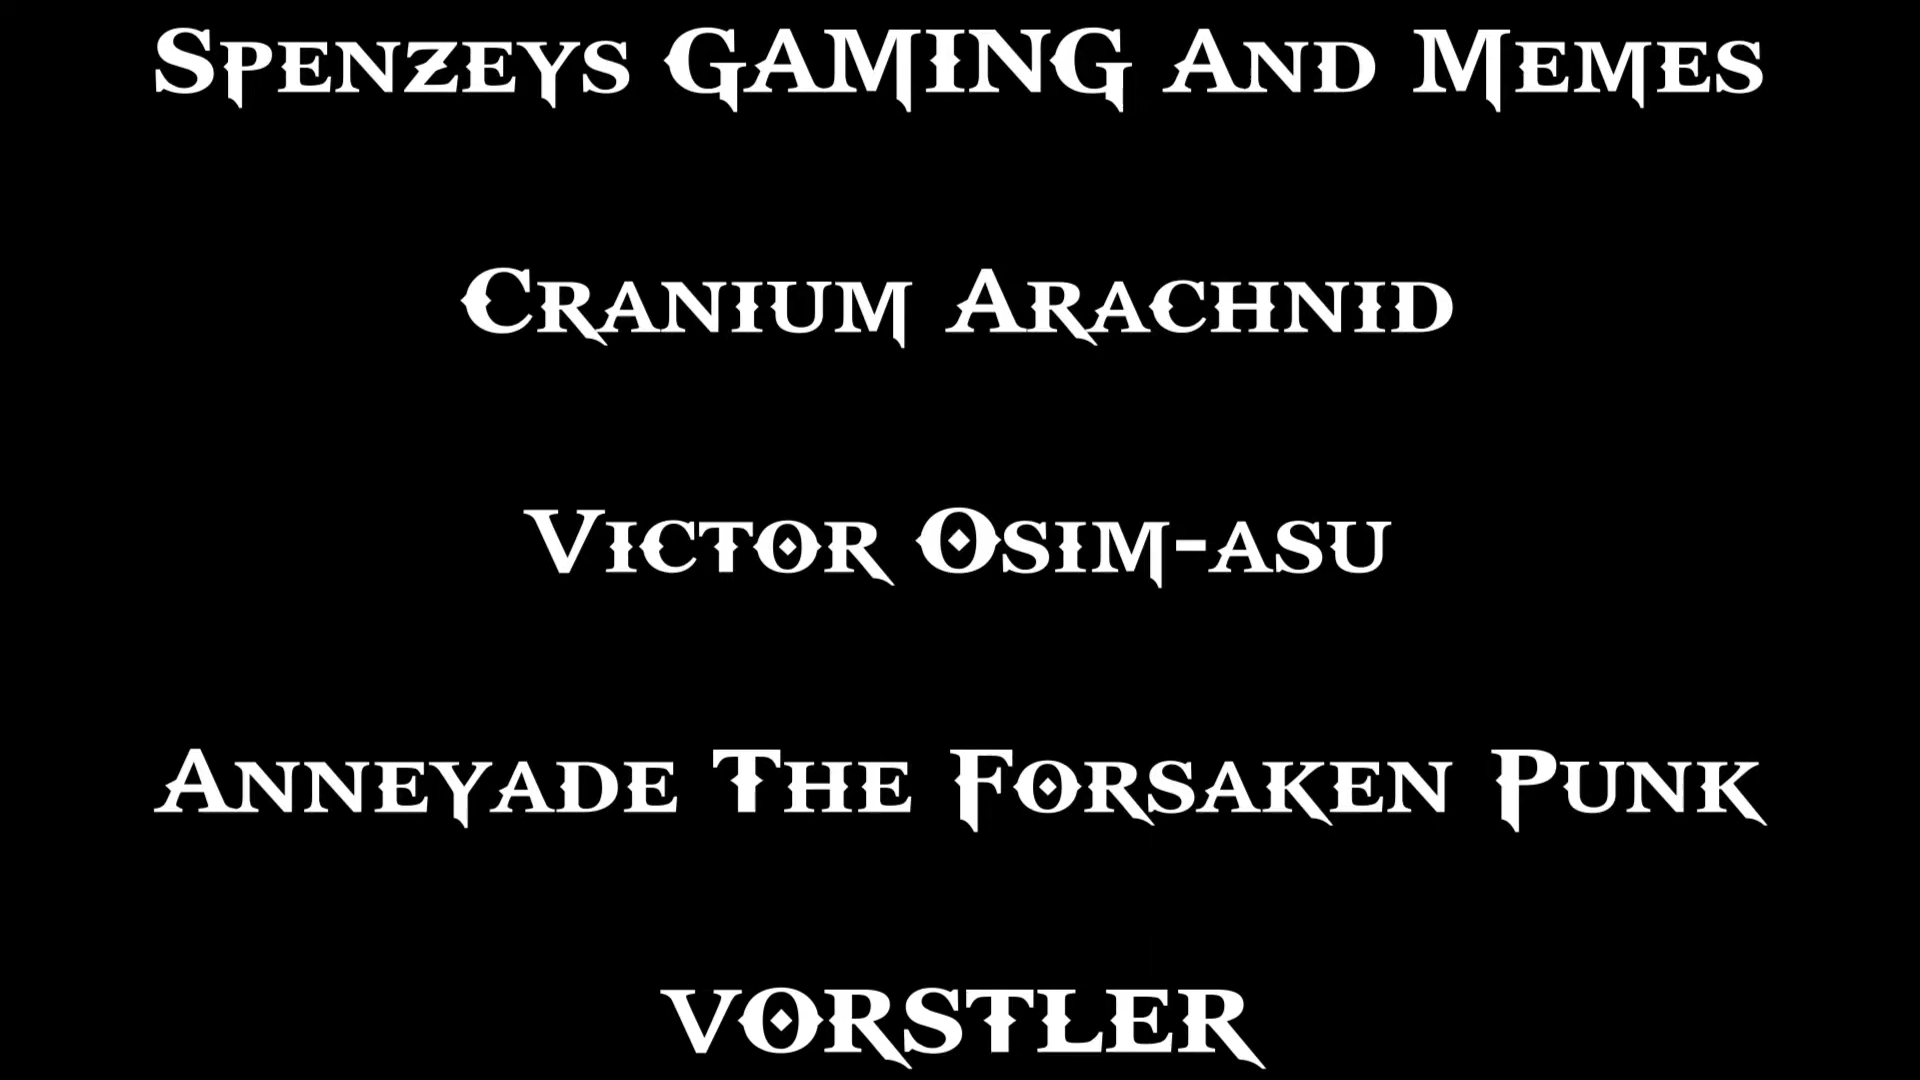 Spenzeys GAMING And Memes
Cranium Arachnid
Victor Osim-asu
Anneyade The Forsaken Punk
vORSTLER